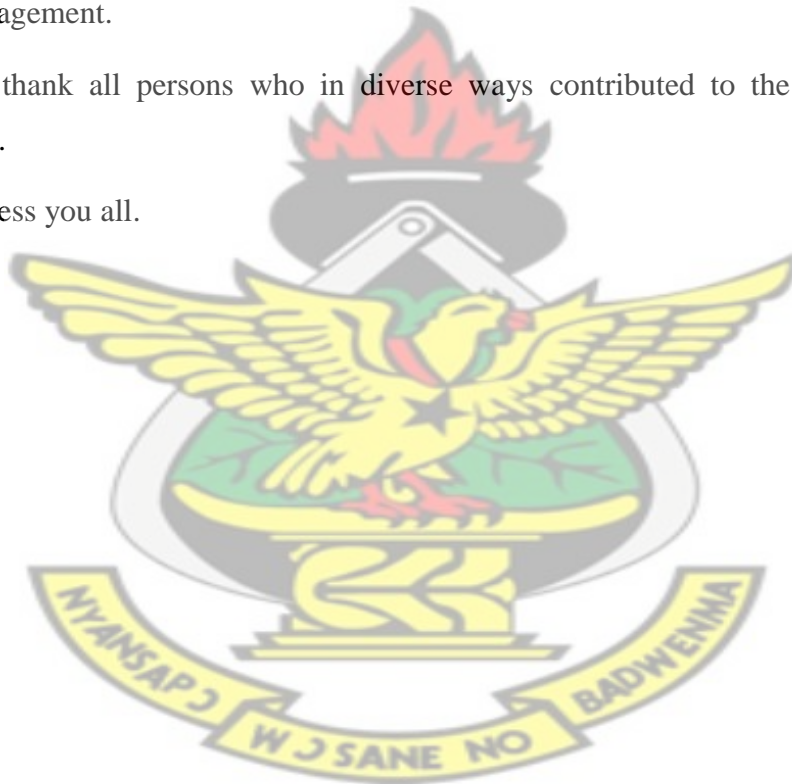 agement.
thank all persons who in diverse ways contributed to the
.
ess you all.
NYANSAPƆ
WƆSANE NO
BADWENMA